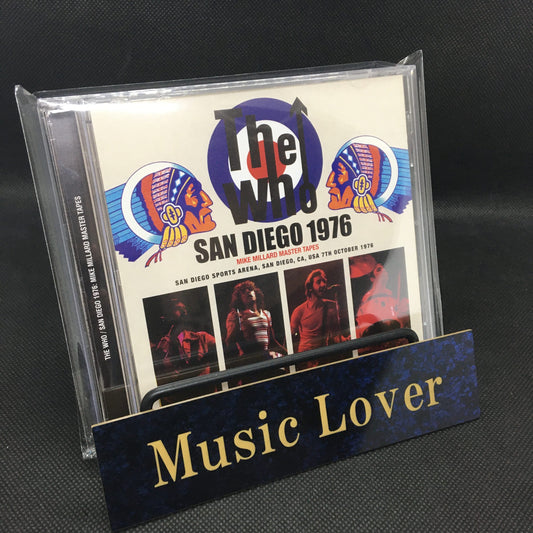 The
Who
SAN DIEGO 1976
MIKE MILLARD MASTER TAPES
SAN DIEGO SPORTS ARENA, SAN DIEGO, CA, USA 7TH OCTOBER 1976
THE WHO / SAN DIEGO 1976: MIKE MILLARD MASTER TAPES
Music Lover